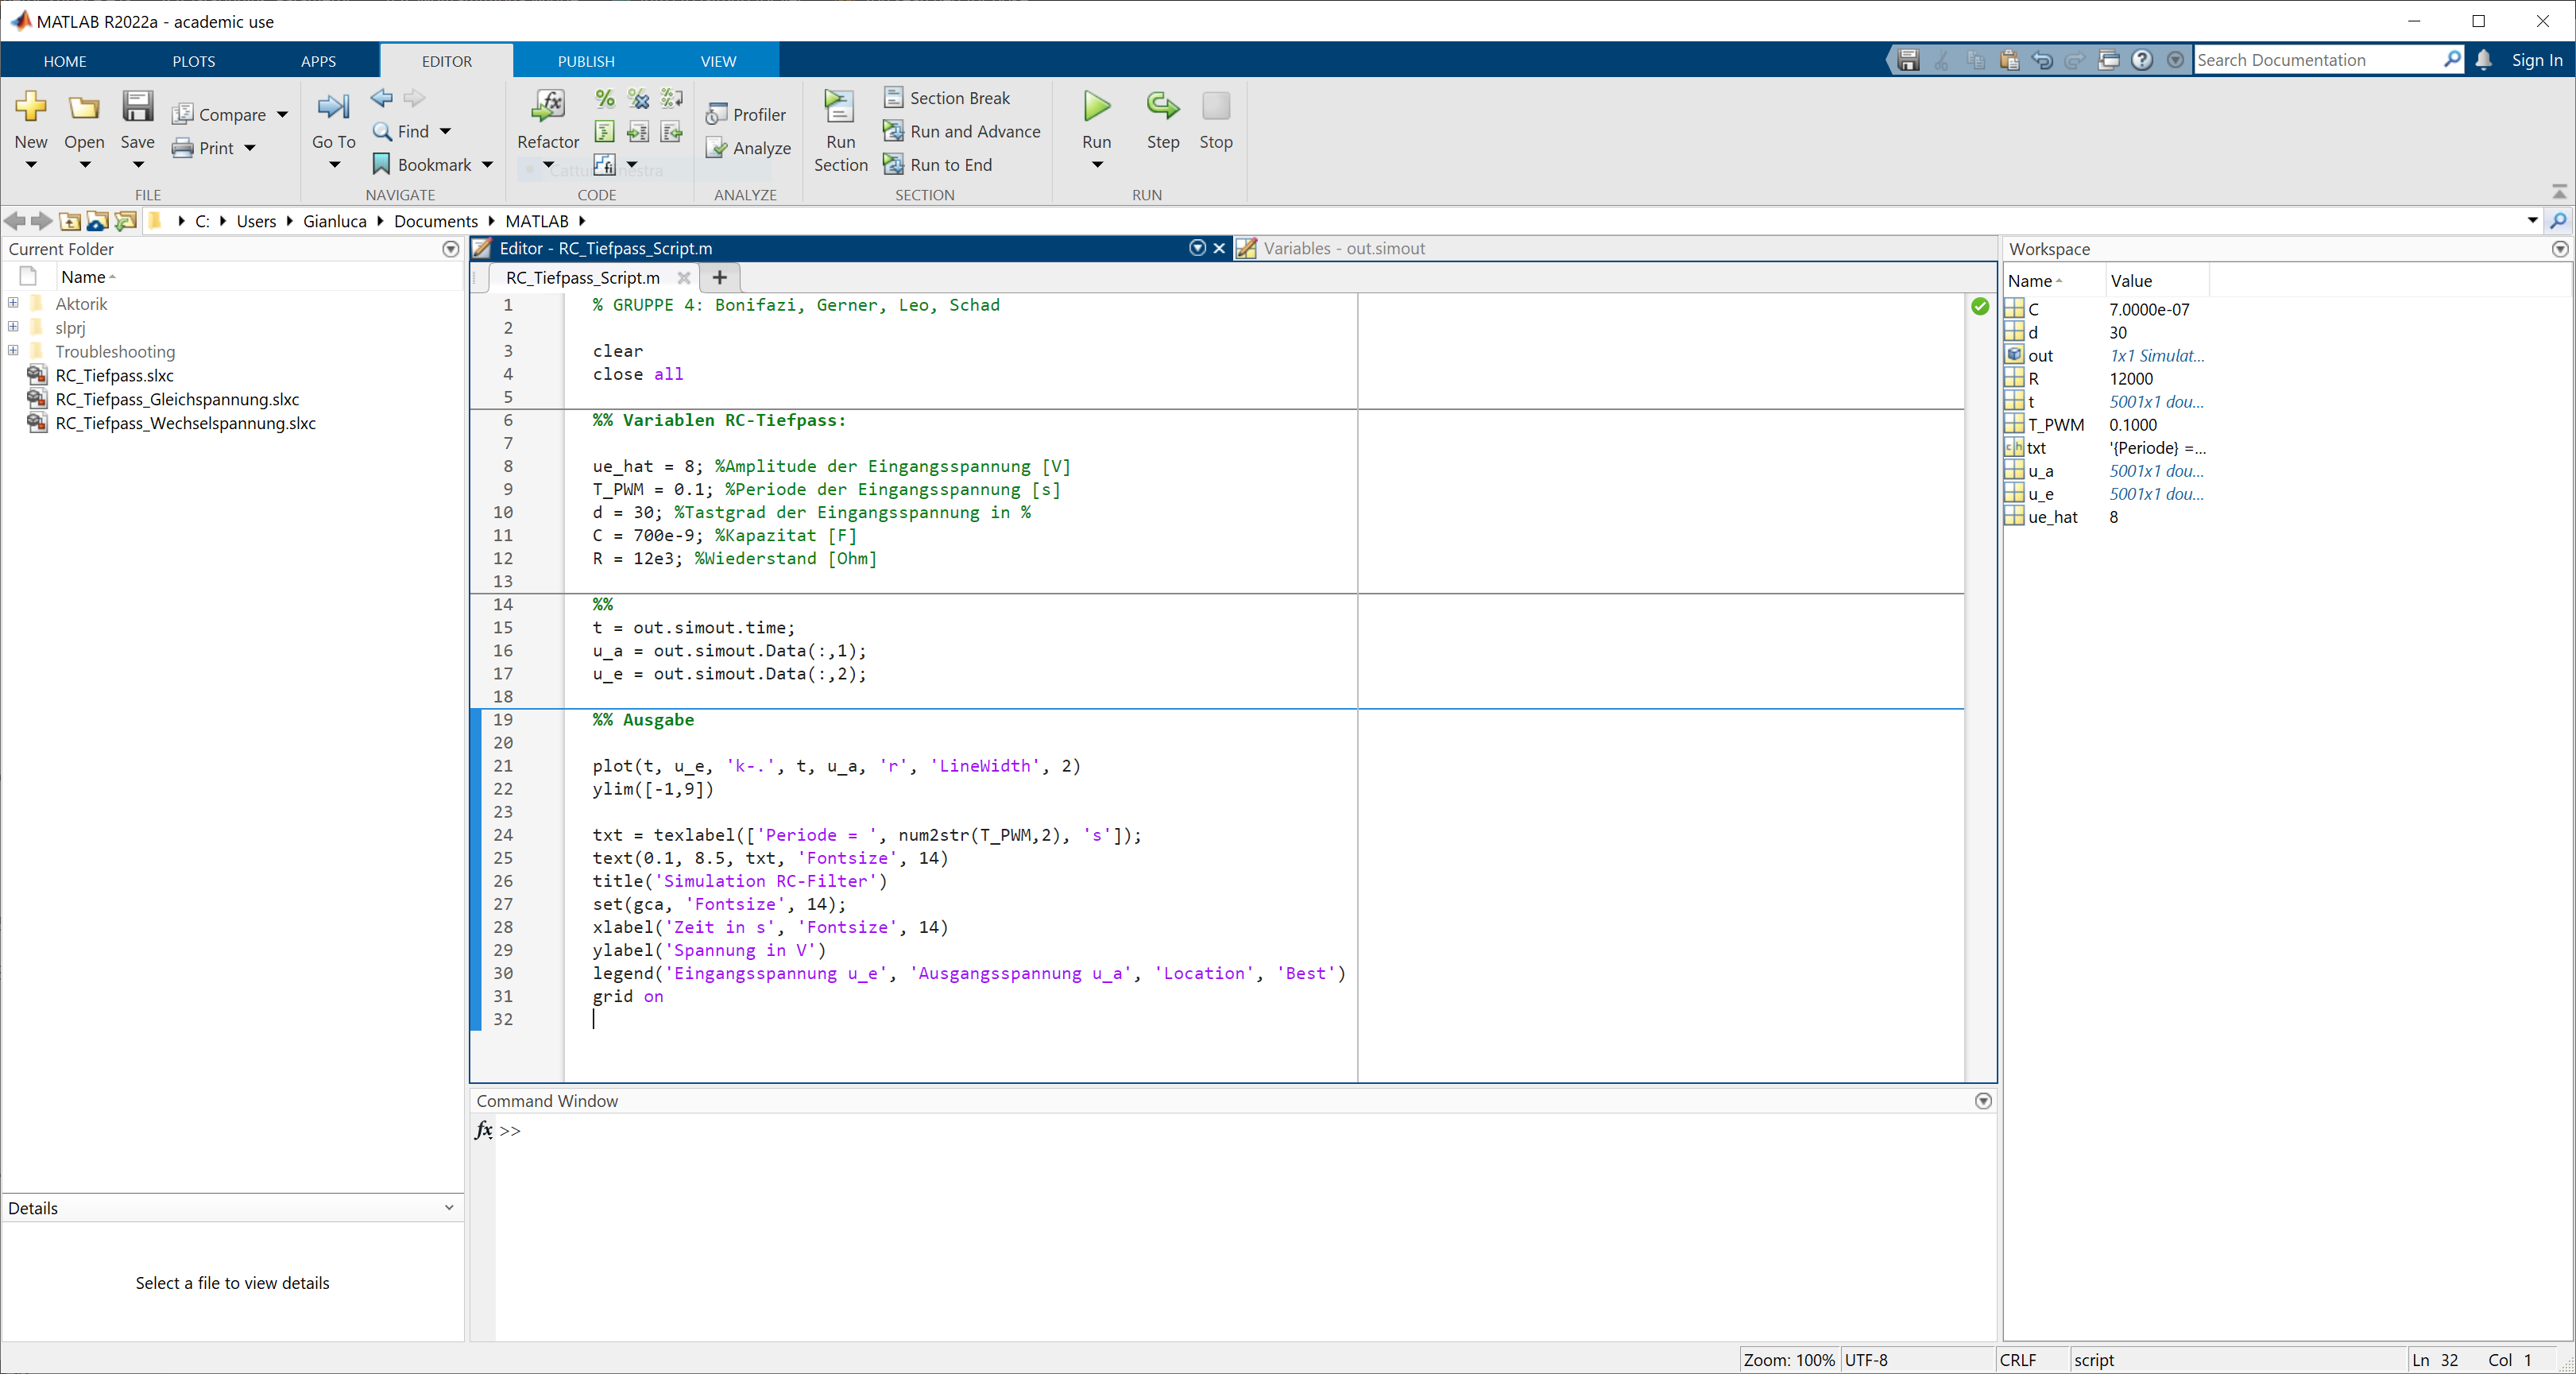 MATLAB R2022a - academic use
HOME PLOTS APPS EDITOR PUBLISH VIEW
Search Documentation Sign In
New Open Save Compare Print
FILE
Go To Find Bookmark
NAVIGATE
Refactor
CODE
Profiler
Analyze
ANALYZE
Run Section
Section Break
Run and Advance
Run to End
SECTION
Run Step Stop
RUN
C: Users Gianluca Documents MATLAB
Current Folder
Name
Aktorik
slprj
Troubleshooting
RC_Tiefpass.slxc
RC_Tiefpass_Gleichspannung.slxc
RC_Tiefpass_Wechselspannung.slxc
Details
Select a file to view details
Editor - RC_Tiefpass_Script.m
Variables - out.simout
RC_Tiefpass_Script.m +
1 % GRUPPE 4: Bonifazi, Gerner, Leo, Schad
2
3 clear
4 close all
5
6 %% Variablen RC-Tiefpass:
7
8 ue_hat = 8; %Amplitude der Eingangsspannung [V]
9 T_PWM = 0.1; %Periode der Eingangsspannung [s]
10 d = 30; %Tastgrad der Eingangsspannung in %
11 C = 700e-9; %Kapazitat [F]
12 R = 12e3; %Wiederstand [Ohm]
13
14 %%
15 t = out.simout.time;
16 u_a = out.simout.Data(:,1);
17 u_e = out.simout.Data(:,2);
18
19 %% Ausgabe
20
21 plot(t, u_e, 'k-.', t, u_a, 'r', 'LineWidth', 2)
22 ylim([-1,9])
23
24 txt = texlabel(['Periode = ', num2str(T_PWM,2), 's']);
25 text(0.1, 8.5, txt, 'Fontsize', 14)
26 title('Simulation RC-Filter')
27 set(gca, 'Fontsize', 14);
28 xlabel('Zeit in s', 'Fontsize', 14)
29 ylabel('Spannung in V')
30 legend('Eingangsspannung u_e', 'Ausgangsspannung u_a', 'Location', 'Best')
31 grid on
32
Command Window
fx >>
Workspace
Name Value
C 7.0000e-07
d 30
out 1x1 Simulat...
R 12000
t 5001x1 dou...
T_PWM 0.1000
txt '{Periode} =...
u_a 5001x1 dou...
u_e 5001x1 dou...
ue_hat 8
Zoom: 100% UTF-8 CRLF script Ln 32 Col 1